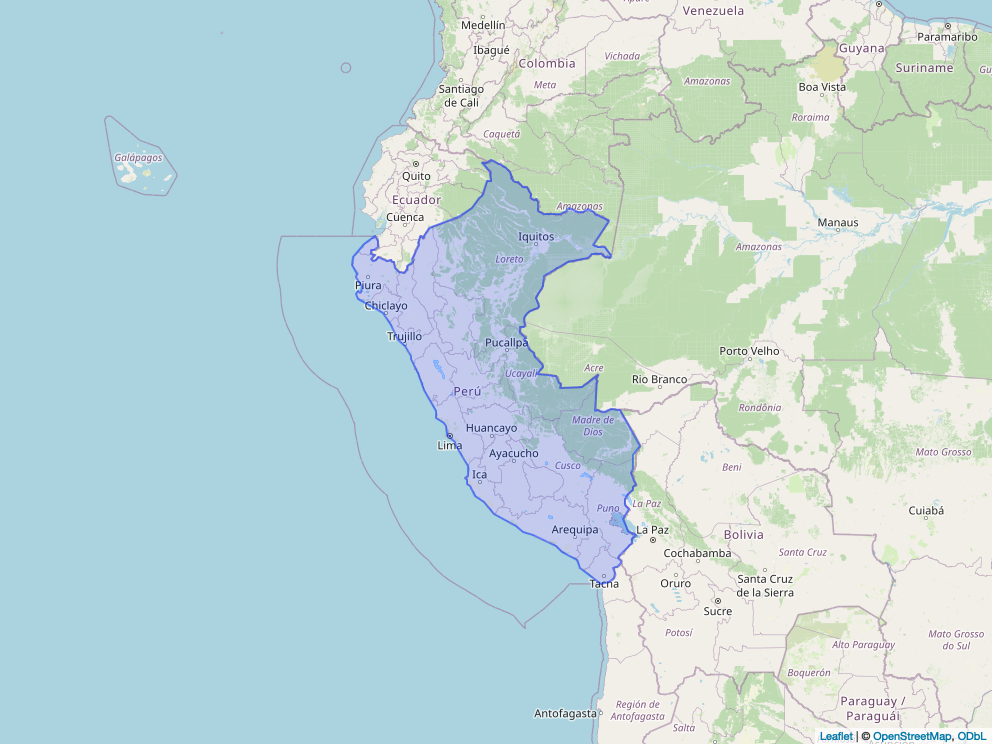 Venezuela
Medellín
Paramaribo
Ibagué
Guyana
Vichada
Colombia
Suriname
Amazonas
Meta
Boa Vista
Santiago
de Cali
Roraima
Caquetá
Galápagos
Quito
Ecuador
Amazonas
Cuenca
Manaus
Iquitos
Amazonas
Loreto
Piura
Chiclayo
Trujillo
Pucallpa
Porto Velho
Acre
Ucayali
Rio Branco
Perú
Rondônia
Madre de
Dios
Huancayo
Lima
Ayacucho
Mato Grosso
Cusco
Beni
Ica
La Paz
Puno
Cuiabá
Arequipa
La Paz
Bolivia
Cochabamba
Santa Cruz
Tacna
Oruro
Santa Cruz
de la Sierra
Sucre
Potosí
Mato Grosso
do Sul
Alto Paraguay
Boquerón
Paraguay /
Paraguái
Región de
Antofagasta
Antofagasta
Salta
Leaflet | © OpenStreetMap, ODbL